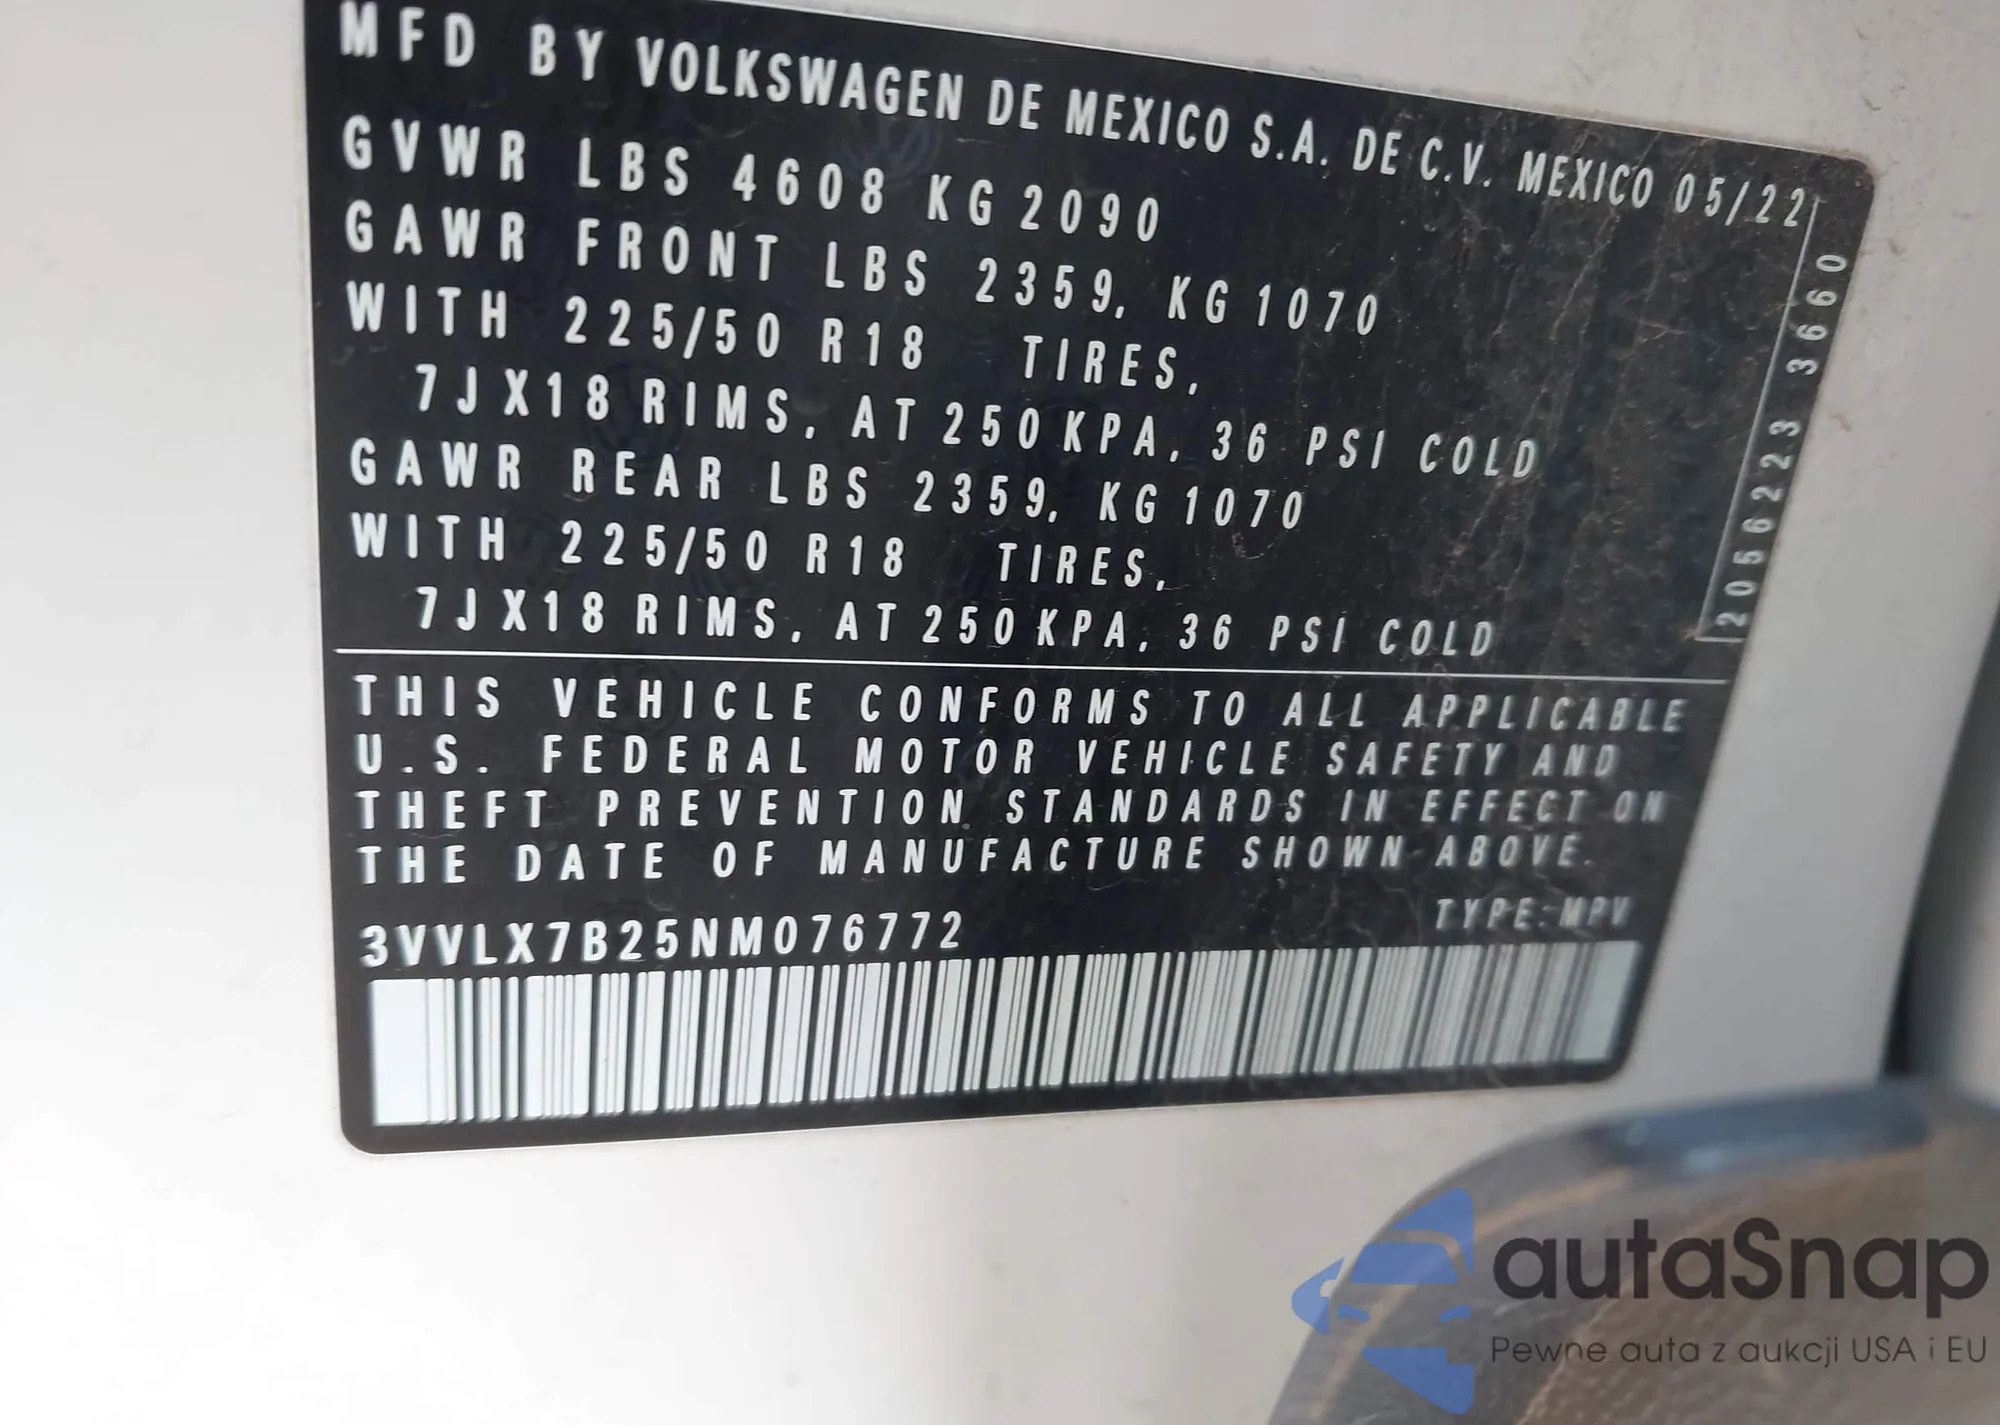 MFD BY VOLKSWAGEN DE MEXICO S.A. DE C.V. MEXICO 05/22
GVWR LBS 4608 KG 2090
GAWR FRONT LBS 2359, KG 1070
WITH 225/50 R18 TIRES,
7JX18 RIMS, AT 250 KPA, 36 PSI COLD
GAWR REAR LBS 2359, KG 1070
WITH 225/50 R18 TIRES,
7JX18 RIMS, AT 250 KPA, 36 PSI COLD
2056223 3660
THIS VEHICLE CONFORMS TO ALL APPLICABLE
U.S. FEDERAL MOTOR VEHICLE SAFETY AND
THEFT PREVENTION STANDARDS IN EFFECT ON
THE DATE OF MANUFACTURE SHOWN ABOVE.
TYPE: MPV
3VVLX7B25NM076772
autaSnap
Pewne auta z aukcji USA i EU